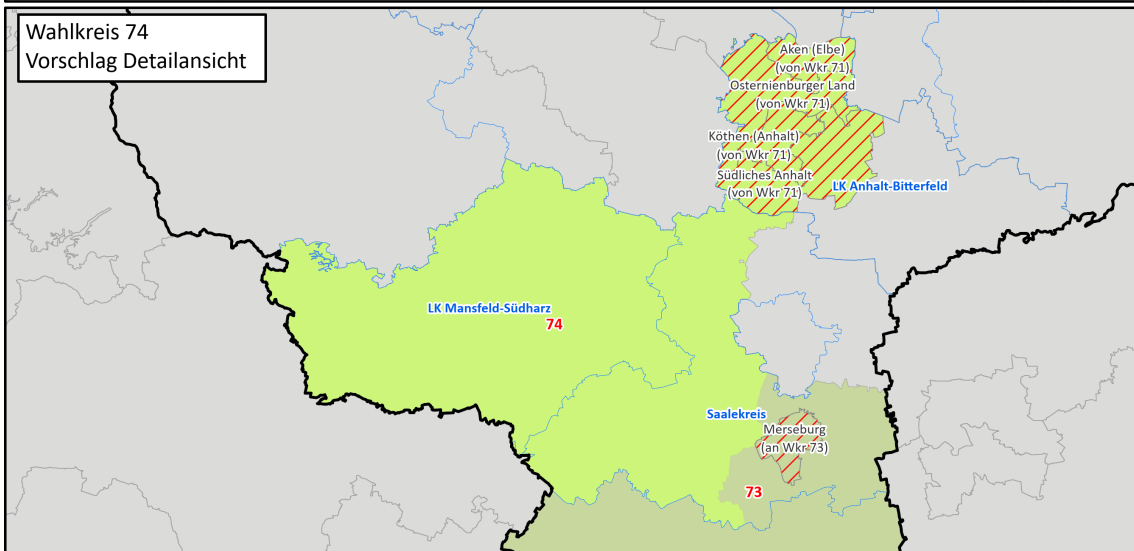 Wahlkreis 74
Vorschlag Detailansicht
Aken (Elbe)
(von Wkr 71)
Osternienburger Land
(von Wkr 71)
Köthen (Anhalt)
(von Wkr 71)
Südliches Anhalt
(von Wkr 71)
LK Anhalt-Bitterfeld
LK Mansfeld-Südharz
74
Saalekreis
Merseburg
(an Wkr 73)
73